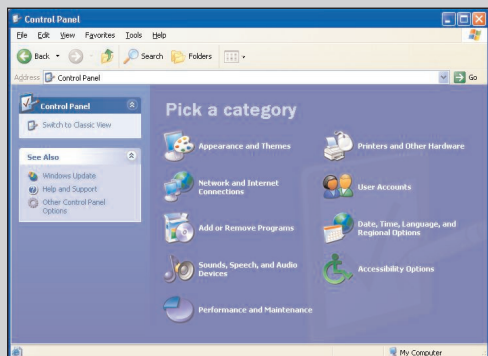 Control Panel
File Edit View Favorites Tools Help
Back Search Folders
Address Control Panel Go
Control Panel
Switch to Classic View
See Also
Windows Update
Help and Support
Other Control Panel
Options
Pick a category
Appearance and Themes
Printers and Other Hardware
Network and Internet
Connections
User Accounts
Add or Remove Programs
Date, Time, Language, and
Regional Options
Sounds, Speech, and Audio
Devices
Accessibility Options
Performance and Maintenance
My Computer